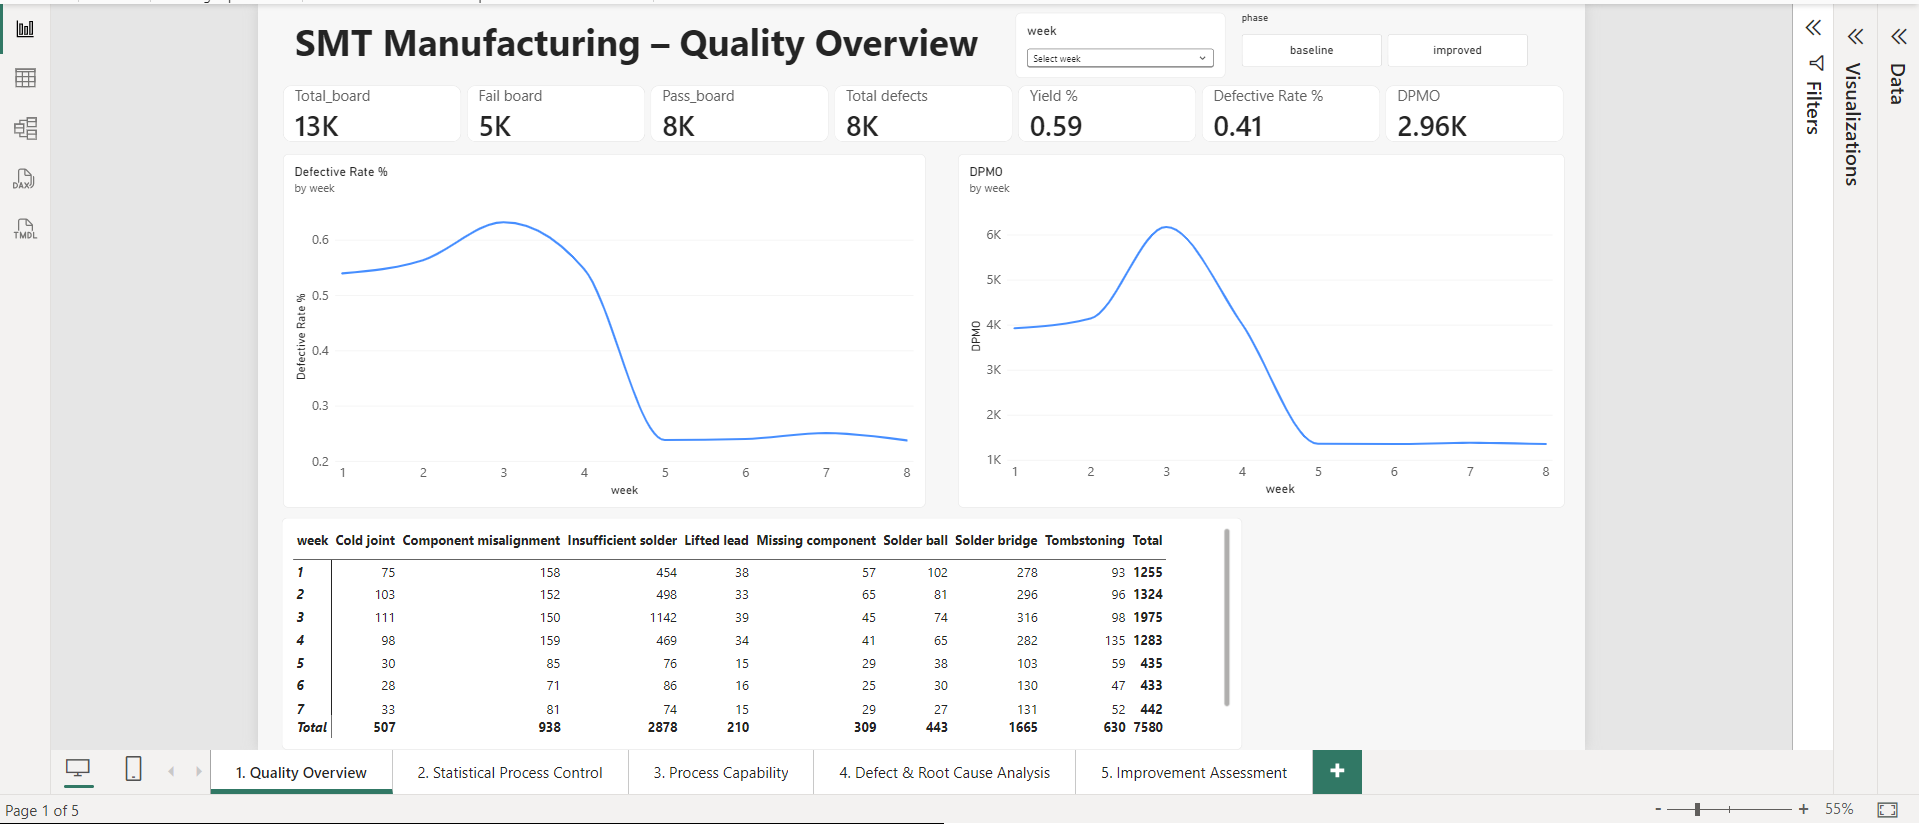 SMT Manufacturing – Quality Overview
week
Select week
phase
baseline
improved
Total_board
13K
Fail board
5K
Pass_board
8K
Total defects
8K
Yield %
0.59
Defective Rate %
0.41
DPMO
2.96K
Defective Rate %
by week
0.6
0.5
0.4
0.3
0.2
Defective Rate %
1 2 3 4 5 6 7 8
week
DPMO
by week
6K
5K
4K
3K
2K
1K
DPMO
1 2 3 4 5 6 7 8
week
week Cold joint Component misalignment Insufficient solder Lifted lead Missing component Solder ball Solder bridge Tombstoning Total
1 75 158 454 38 57 102 278 93 1255
2 103 152 498 33 65 81 296 96 1324
3 111 150 1142 39 45 74 316 98 1975
4 98 159 469 34 41 65 282 135 1283
5 30 85 76 15 29 38 103 59 435
6 28 71 86 16 25 30 130 47 433
7 33 81 74 15 29 27 131 52 442
Total 507 938 2878 210 309 443 1665 630 7580
Filters
Visualizations
Data
DAX
TMDL
1. Quality Overview
2. Statistical Process Control
3. Process Capability
4. Defect & Root Cause Analysis
5. Improvement Assessment
+
Page 1 of 5
- + 55%